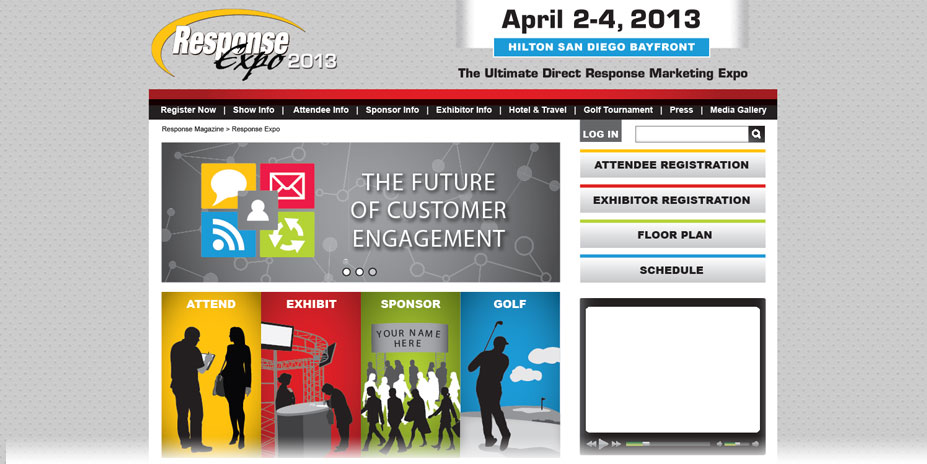 Response
Expo 2013
April 2-4, 2013
HILTON SAN DIEGO BAYFRONT
The Ultimate Direct Response Marketing Expo
Register Now | Show Info | Attendee Info | Sponsor Info | Exhibitor Info | Hotel & Travel | Golf Tournament | Press | Media Gallery
Response Magazine > Response Expo
LOG IN
THE FUTURE
OF CUSTOMER
ENGAGEMENT
ATTENDEE REGISTRATION
EXHIBITOR REGISTRATION
FLOOR PLAN
SCHEDULE
ATTEND
EXHIBIT
SPONSOR
YOUR NAME
HERE
GOLF